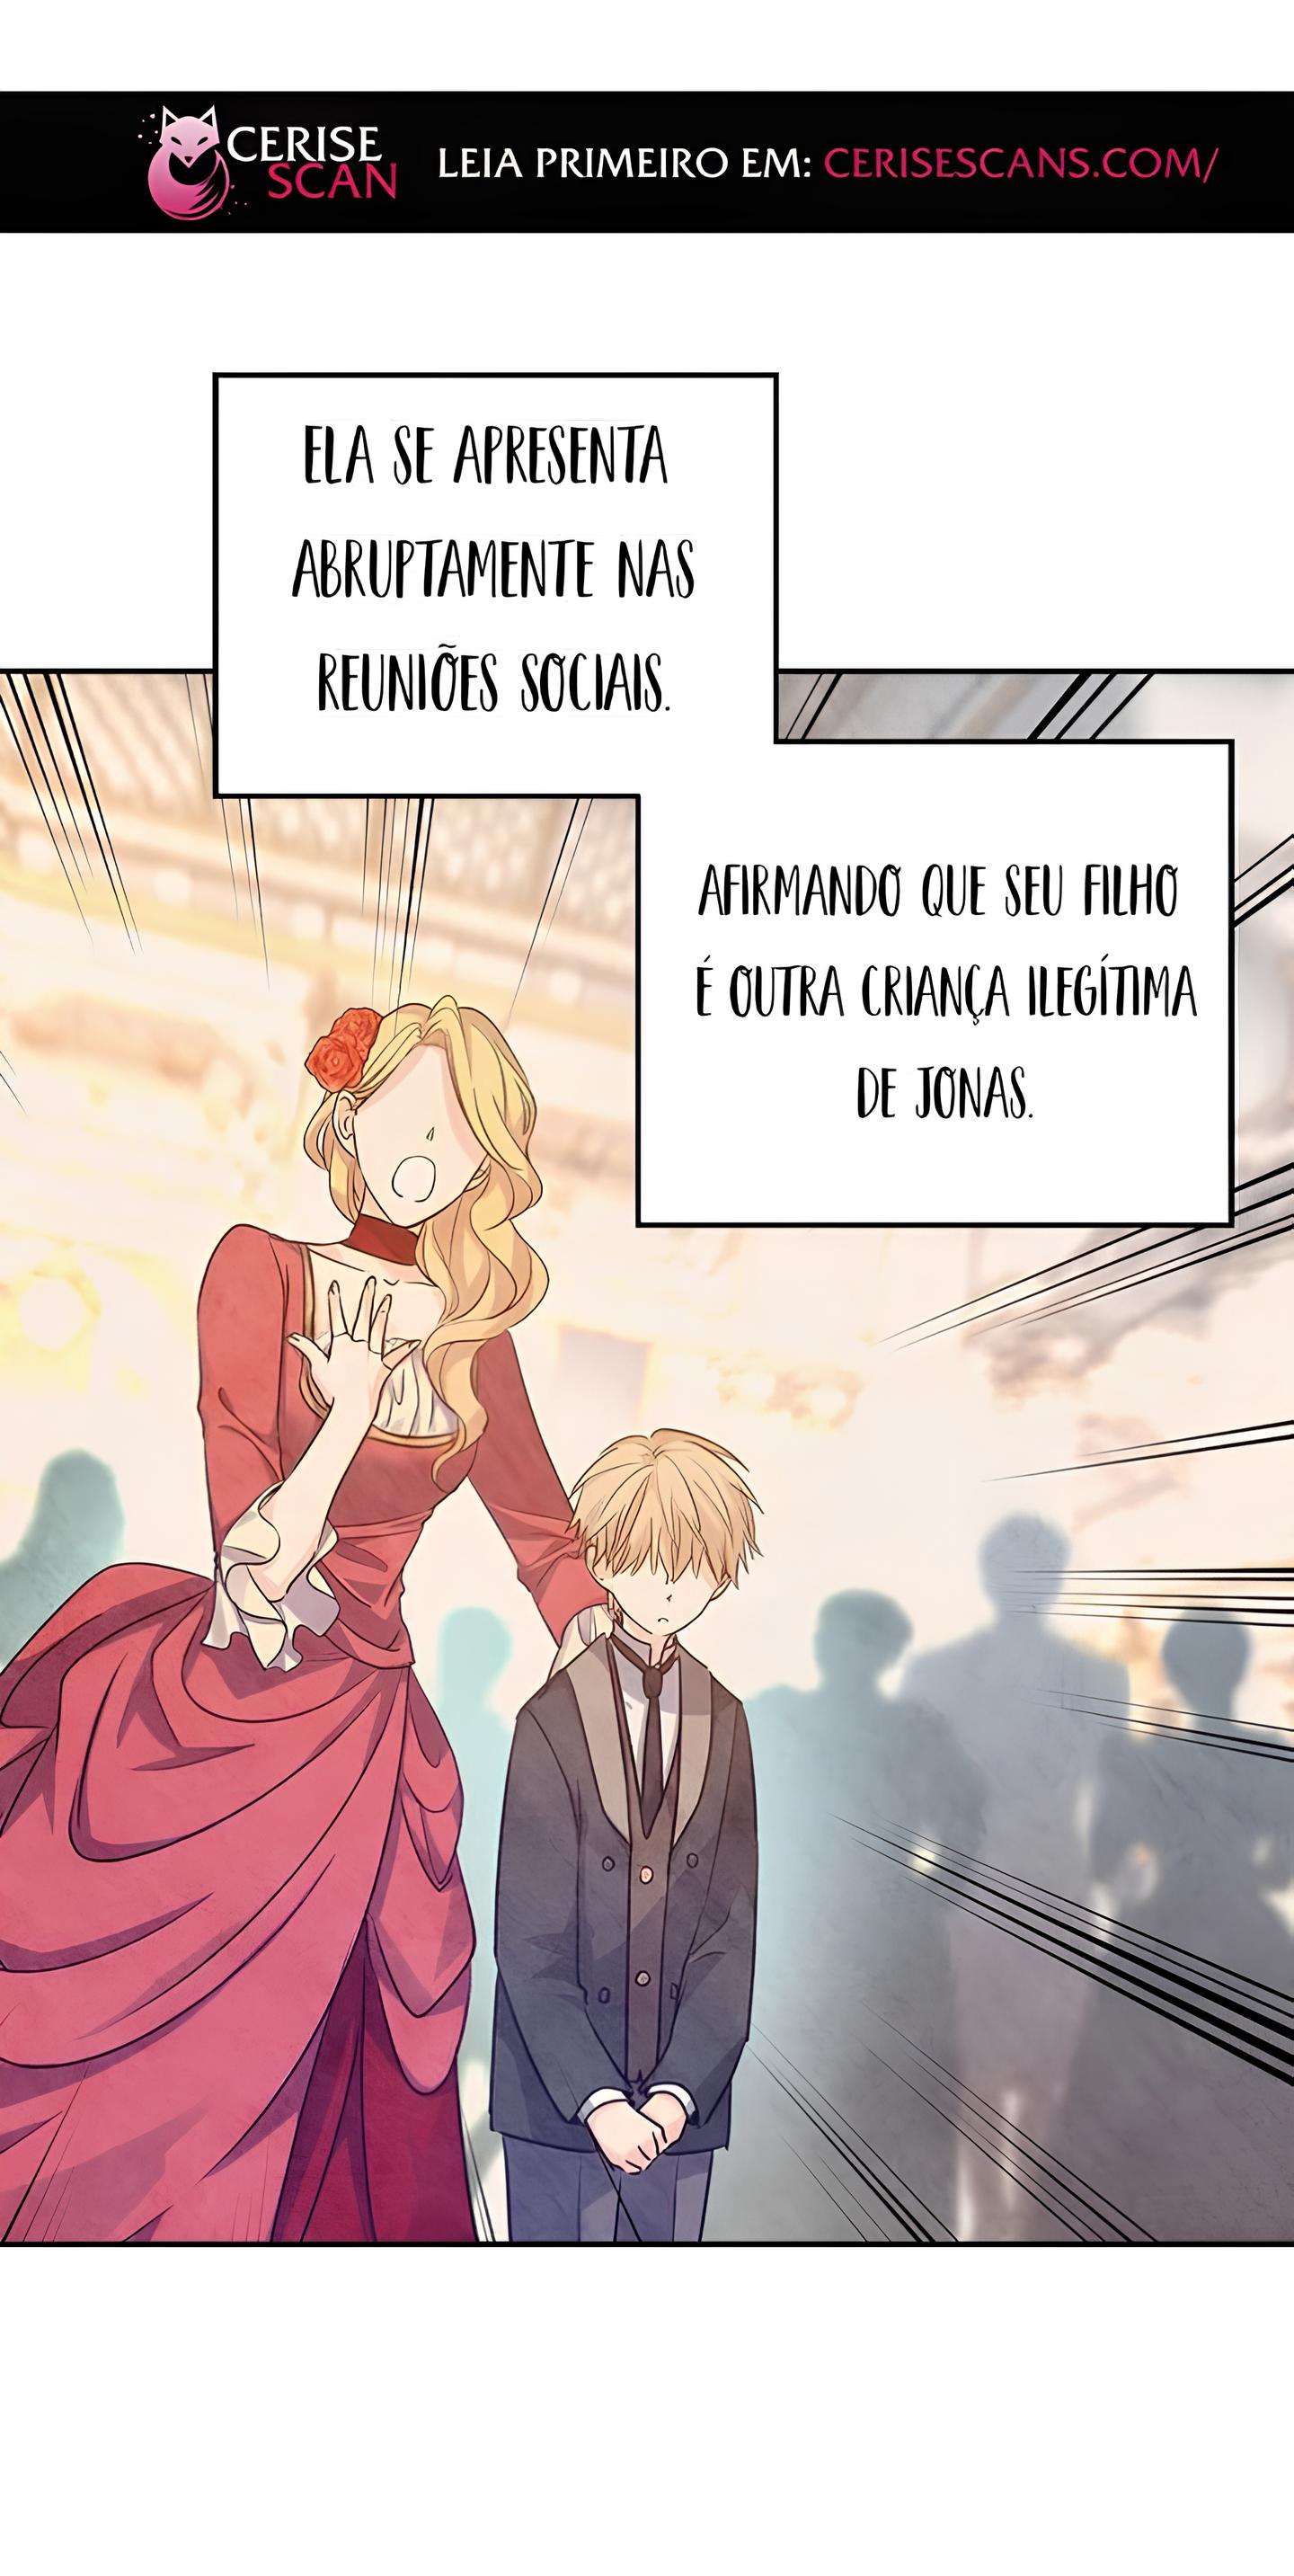 CERISE
SCAN
LEIA PRIMEIRO EM: CERISESCANS.COM/
ELA SE APRESENTA
ABRUPTAMENTE NAS
REUNIÕES SOCIAIS.
AFIRMANDO QUE SEU FILHO
É OUTRA CRIANÇA ILEGÍTIMA
DE JONAS.